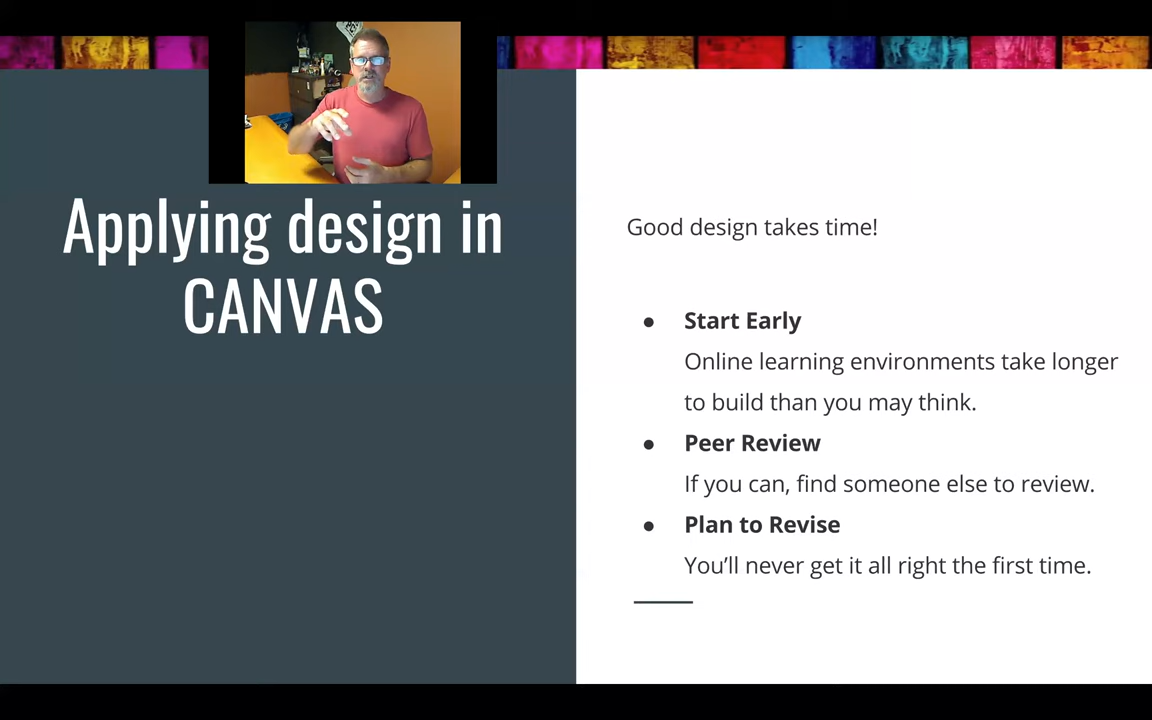 Applying design in
CANVAS
Good design takes time!
● Start Early
Online learning environments take longer
to build than you may think.
● Peer Review
If you can, find someone else to review.
● Plan to Revise
You’ll never get it all right the first time.